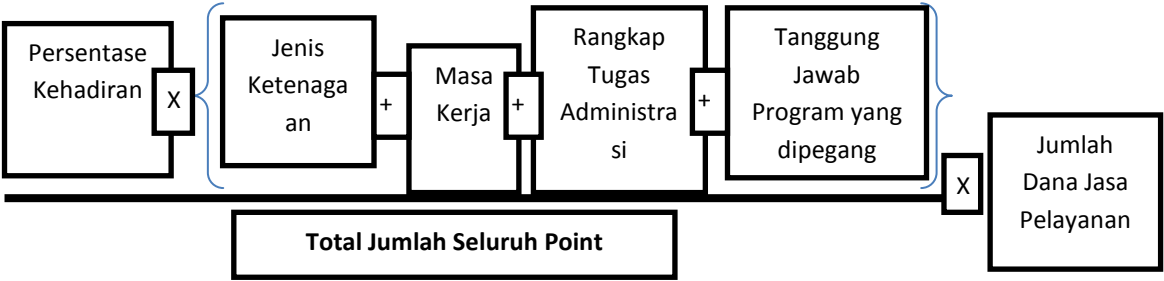 Persentase
Kehadiran
X
Jenis
Ketenaga
an
+
Masa
Kerja
+
Rangkap
Tugas
Administra
si
+
Tanggung
Jawab
Program yang
dipegang
X
Jumlah
Dana Jasa
Pelayanan
Total Jumlah Seluruh Point